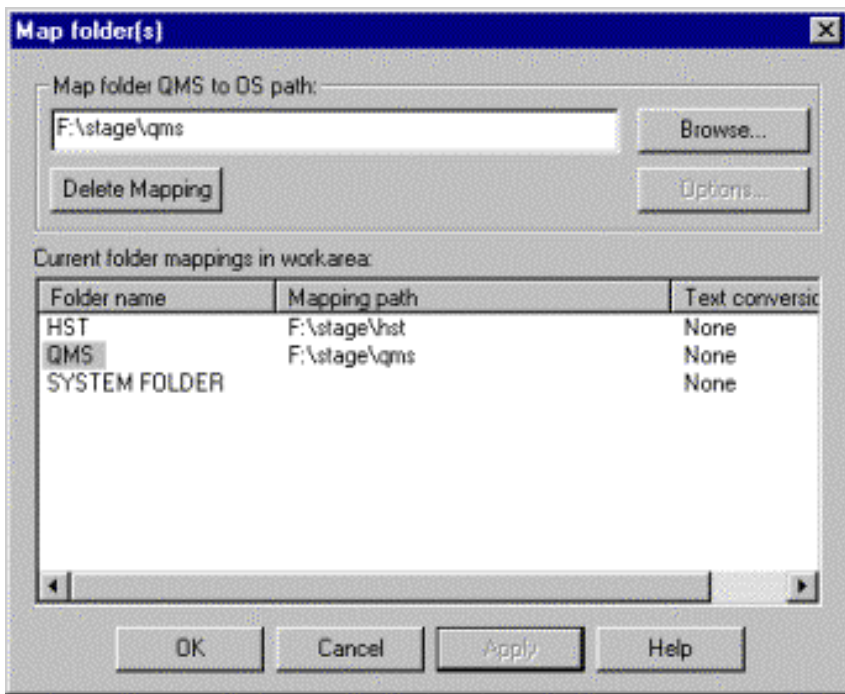 Map folder(s)
Map folder QMS to OS path:
F:\stage\qms
Browse...
Delete Mapping
Options...
Current folder mappings in workarea:
Folder name Mapping path Text conversic
HST F:\stage\hst None
QMS F:\stage\qms None
SYSTEM FOLDER None
OK Cancel Apply Help